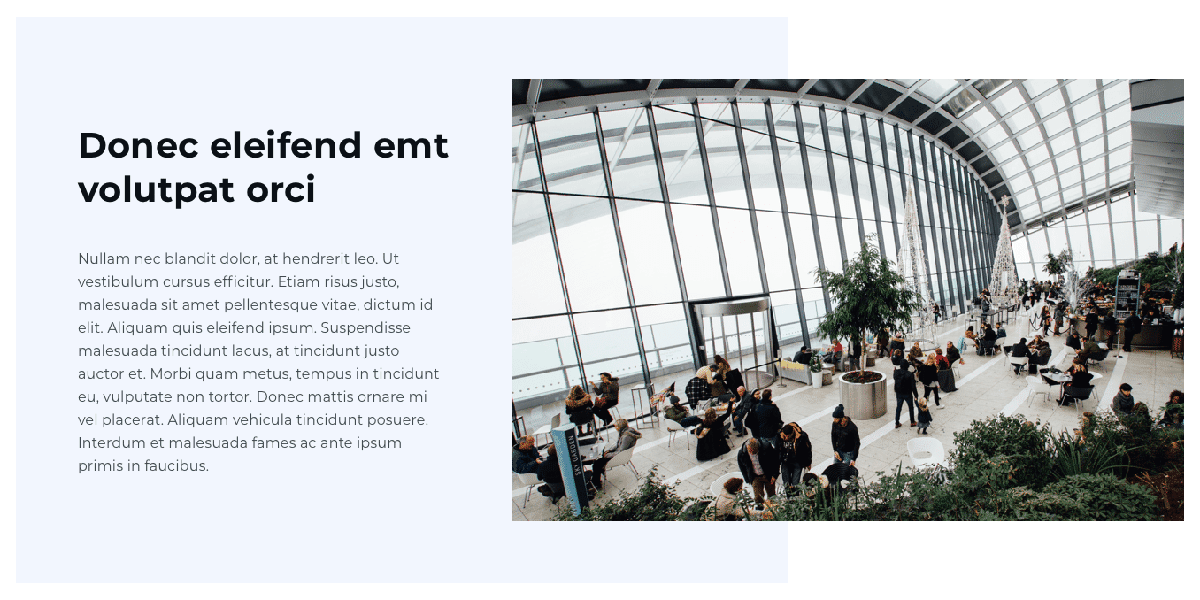 Donec eleifend emt
volutpat orci
Nullam nec blandit dolor, at hendrerit leo. Ut
vestibulum cursus efficitur. Etiam risus justo,
malesuada sit amet pellentesque vitae, dictum id
elit. Aliquam quis eleifend ipsum. Suspendisse
malesuada tincidunt lacus, at tincidunt justo
auctor et. Morbi quam metus, tempus in tincidunt
eu, vulputate non tortor. Donec mattis ornare mi
vel placerat. Aliquam vehicula tincidunt posuere.
Interdum et malesuada fames ac ante ipsum
primis in faucibus.